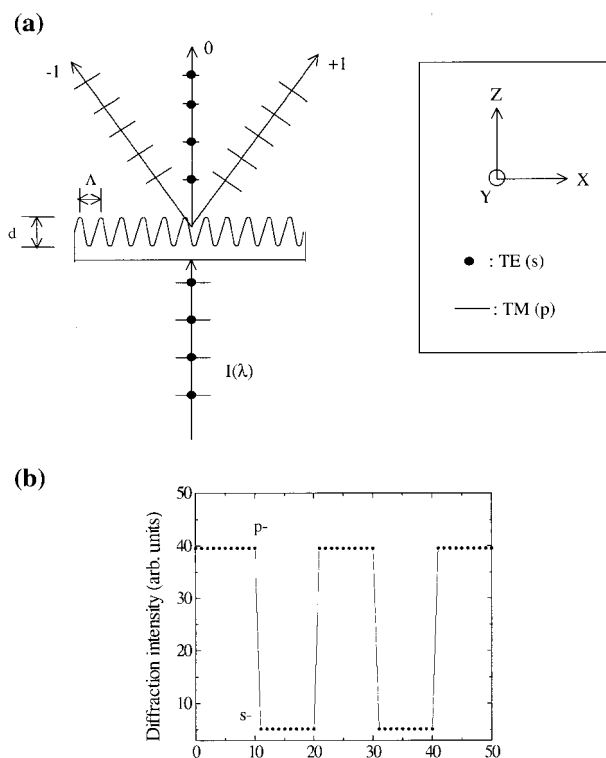 (a)
-1
0
+1
Λ
d
I(λ)
Z
Y
X
● : TE (s)
— : TM (p)
(b)
Diffraction intensity (arb. units)
50
40
30
20
10
p-
s-
0 10 20 30 40 50